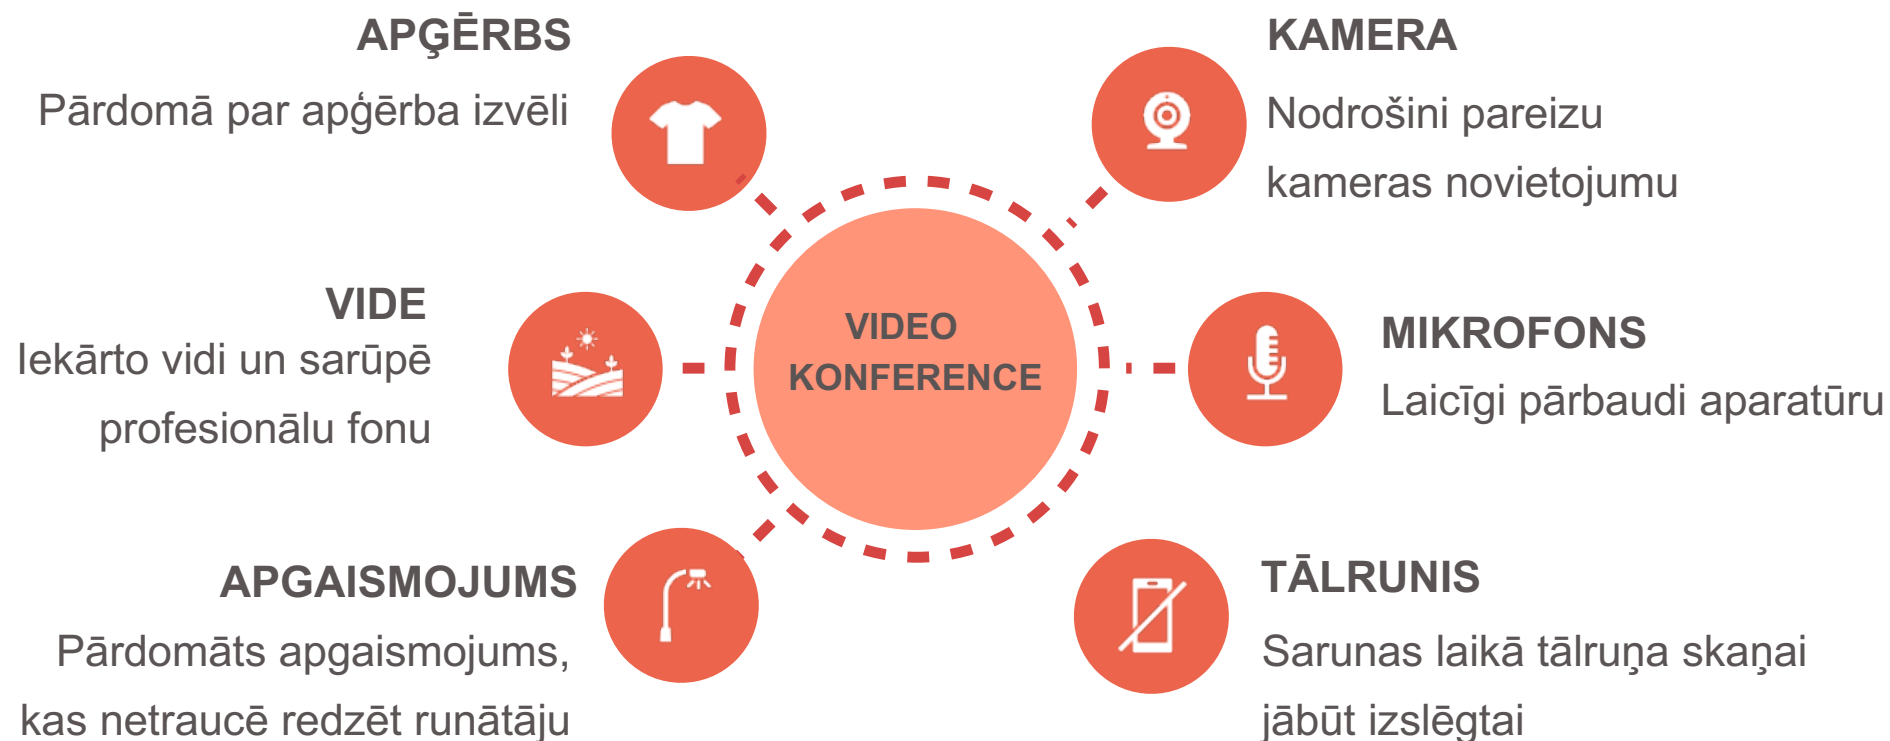 APĢĒRBS
Pārdomā par apģērba izvēli
VIDE
Iekārto vidi un sarūpē
profesionālu fonu
APGAISMOJUMS
Pārdomāts apgaismojums,
kas netraucē redzēt runātāju
VIDEO
KONFERENCE
KAMERA
Nodrošini pareizu
kameras novietojumu
MIKROFONS
Laicīgi pārbaudi aparatūru
TĀLRUNIS
Sarunas laikā tālruņa skaņai
jābūt izslēgtai